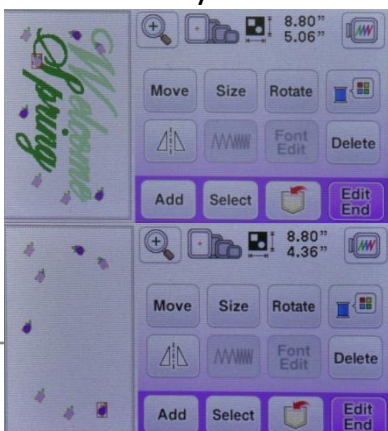 Welcome
Spring
8.80"
5.06"
Move
Size
Rotate
Font
Edit
Delete
Add
Select
Edit
End
8.80"
4.36"
Move
Size
Rotate
Font
Edit
Delete
Add
Select
Edit
End